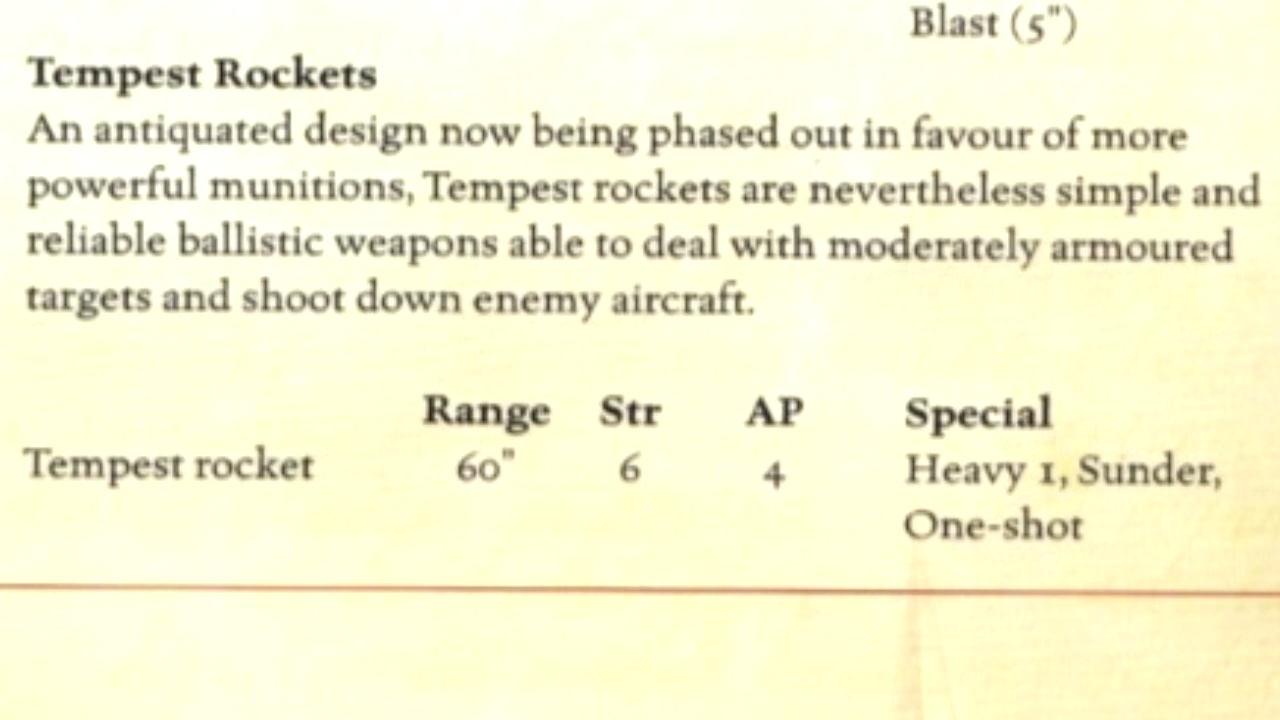 Blast (5")
Tempest Rockets
An antiquated design now being phased out in favour of more
powerful munitions, Tempest rockets are nevertheless simple and
reliable ballistic weapons able to deal with moderately armoured
targets and shoot down enemy aircraft.
Range Str AP Special
Tempest rocket 60" 6 4 Heavy 1, Sunder,
One-shot